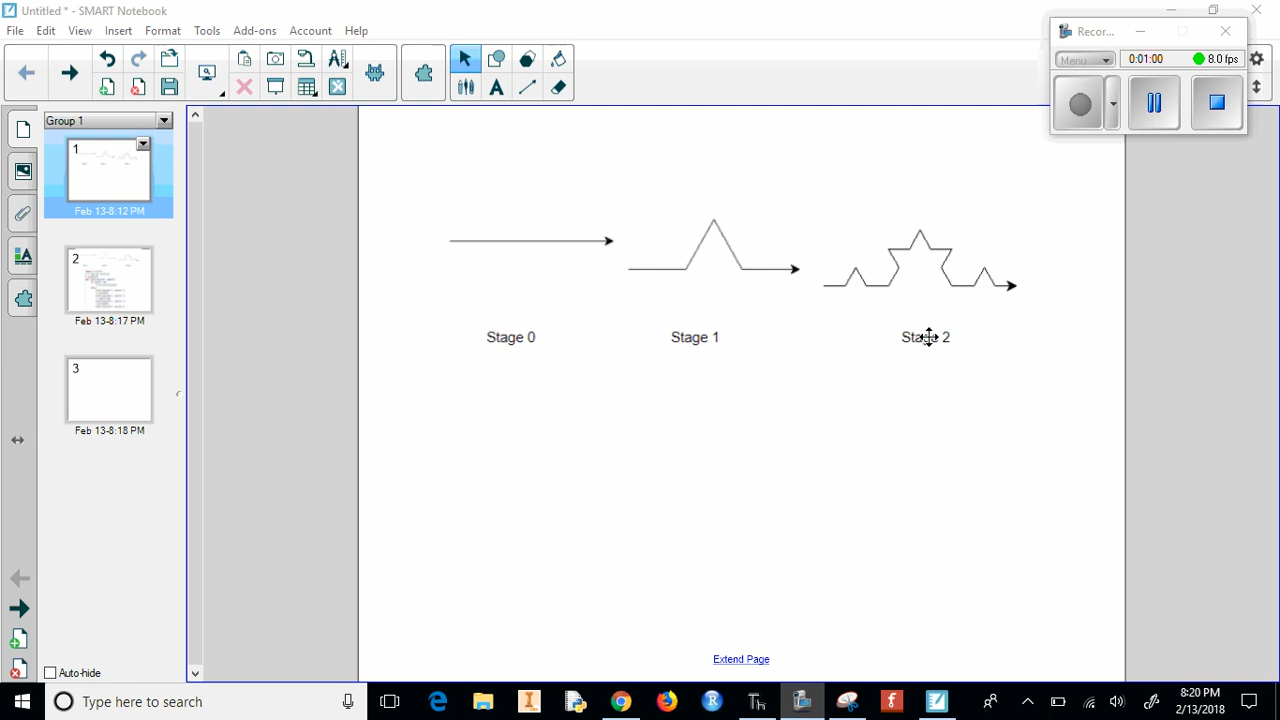 Untitled * - SMART Notebook
File Edit View Insert Format Tools Add-ons Account Help
Recor...
Menu 0:01:00 8.0 fps
Group 1
1
Feb 13-8:12 PM
2
Feb 13-8:17 PM
3
Feb 13-8:18 PM
Stage 0 Stage 1 Stage 2
Extend Page
Auto-hide
Type here to search
Th
8:20 PM
2/13/2018